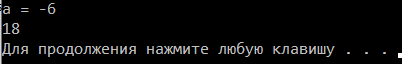 a = -6
18
Для продолжения нажмите любую клавишу . . .